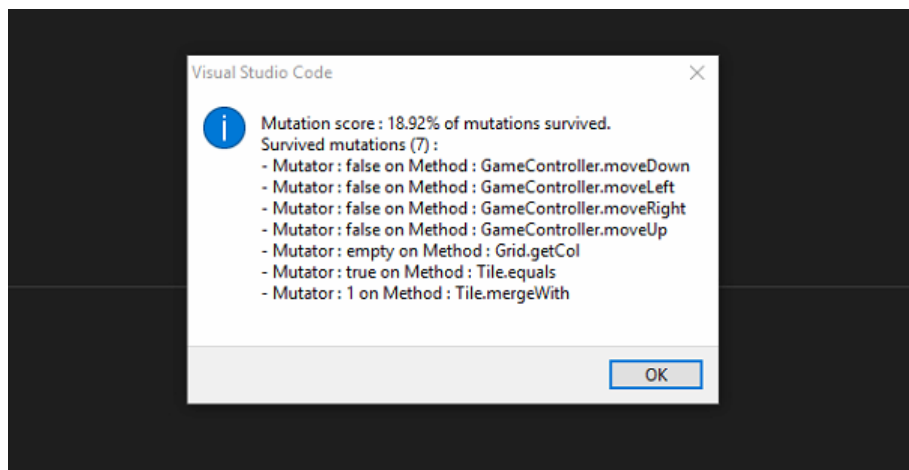 Visual Studio Code
Mutation score : 18.92% of mutations survived.
Survived mutations (7) :
- Mutator : false on Method : GameController.moveDown
- Mutator : false on Method : GameController.moveLeft
- Mutator : false on Method : GameController.moveRight
- Mutator : false on Method : GameController.moveUp
- Mutator : empty on Method : Grid.getCol
- Mutator : true on Method : Tile.equals
- Mutator : 1 on Method : Tile.mergeWith
OK